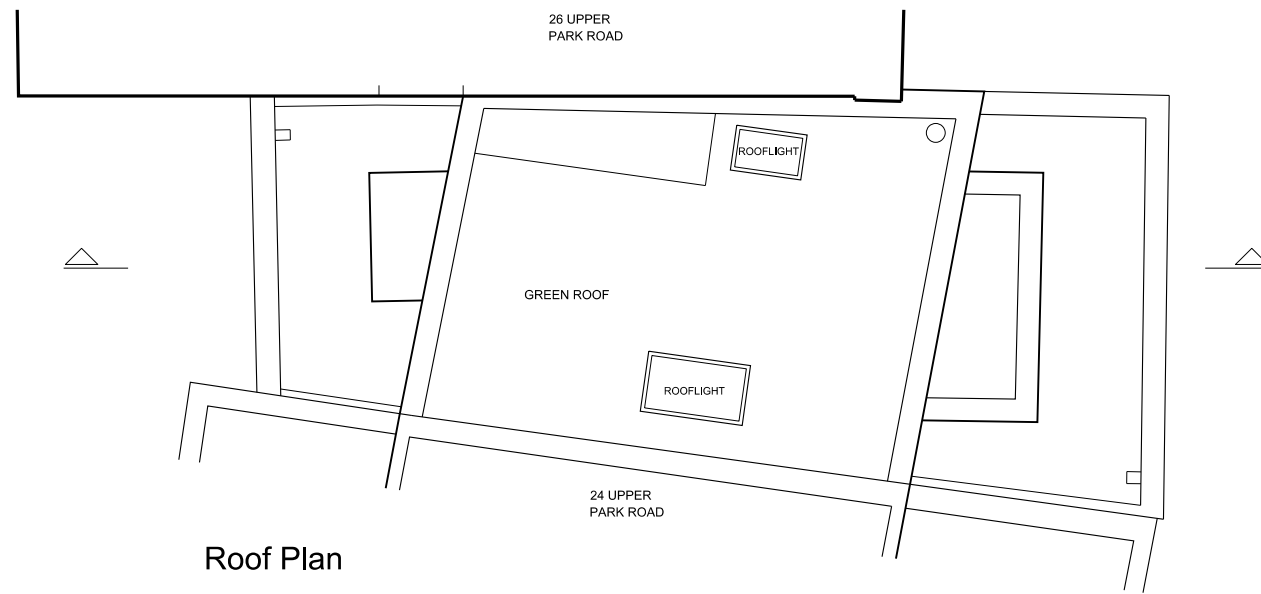 26 UPPER
PARK ROAD
ROOFLIGHT
GREEN ROOF
ROOFLIGHT
24 UPPER
PARK ROAD
Roof Plan